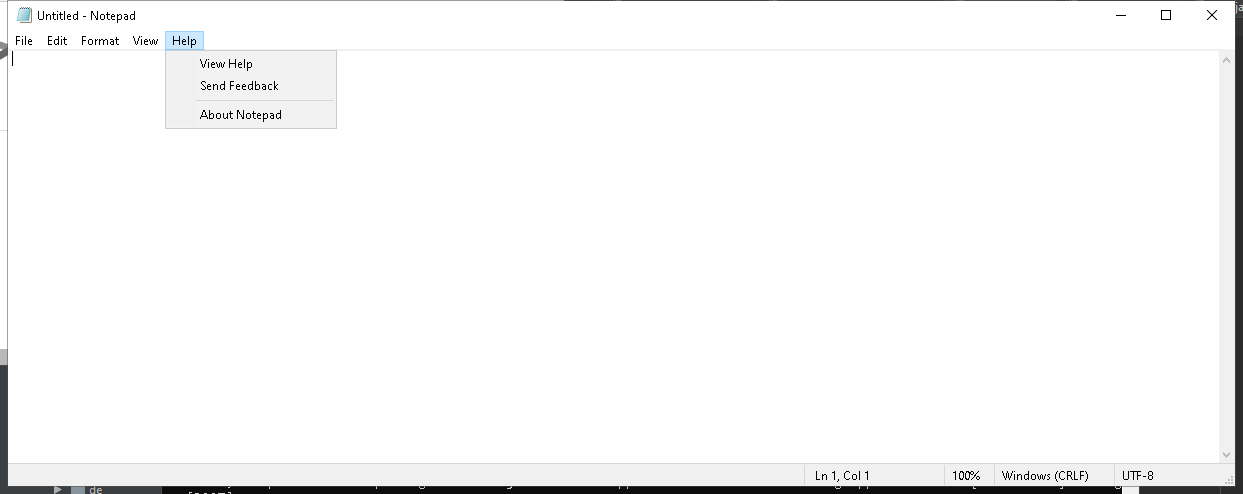 Untitled - Notepad
File Edit Format View Help
View Help
Send Feedback
About Notepad
Ln 1, Col 1 100% Windows (CRLF) UTF-8
de